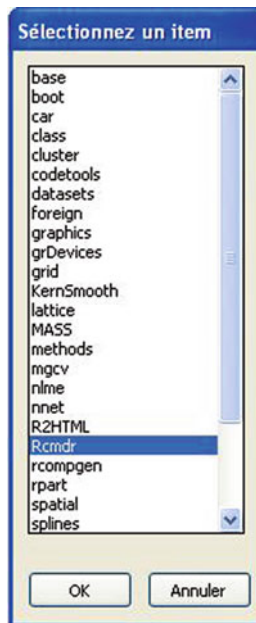 Sélectionnez un item
base
boot
car
class
cluster
codetools
datasets
foreign
graphics
grDevices
grid
KernSmooth
lattice
MASS
methods
mgcv
nlme
nnet
R2HTML
Rcmdr
rcompgen
rpart
spatial
splines
OK
Annuler